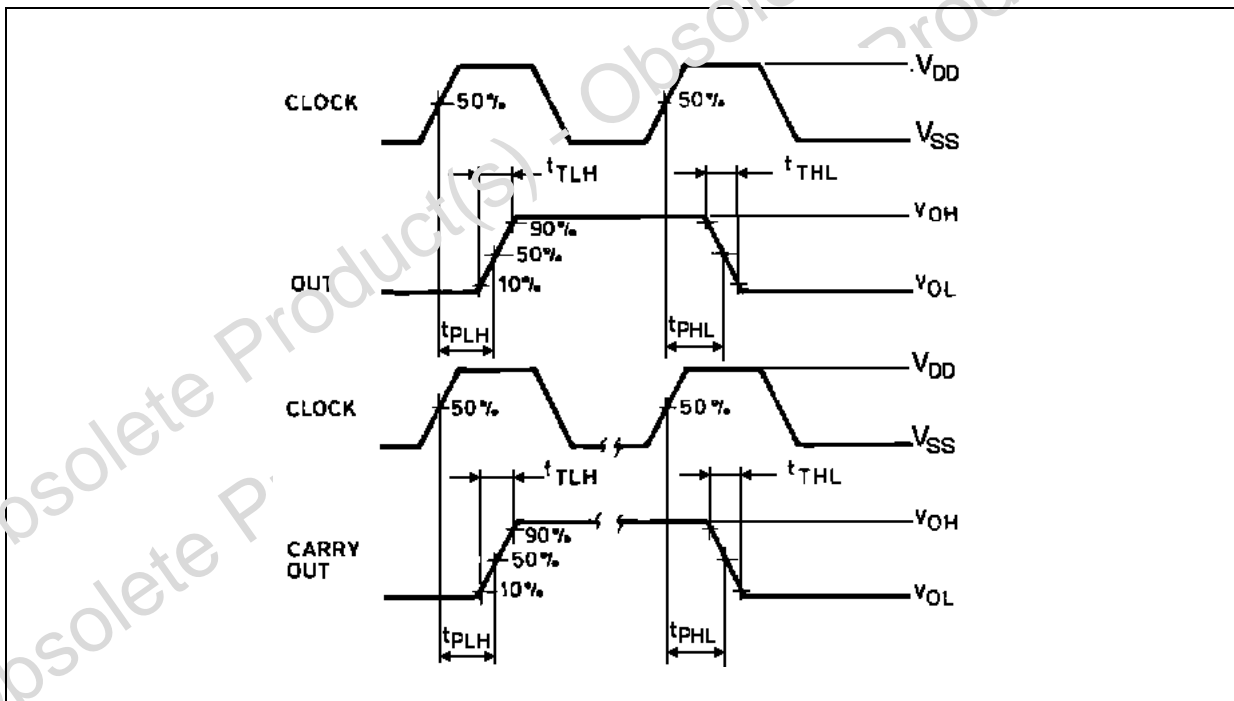 Obsolete Product(s) - Obsolete Product(s)
CLOCK 50% 50% VDD
VSS
tTLH tTHL
90% VOH
50%
OUT 10% VOL
tPLH tPHL
VDD
CLOCK 50% 50%
VSS
tTLH tTHL
90% VOH
CARRY
OUT
50%
10% VOL
tPLH tPHL